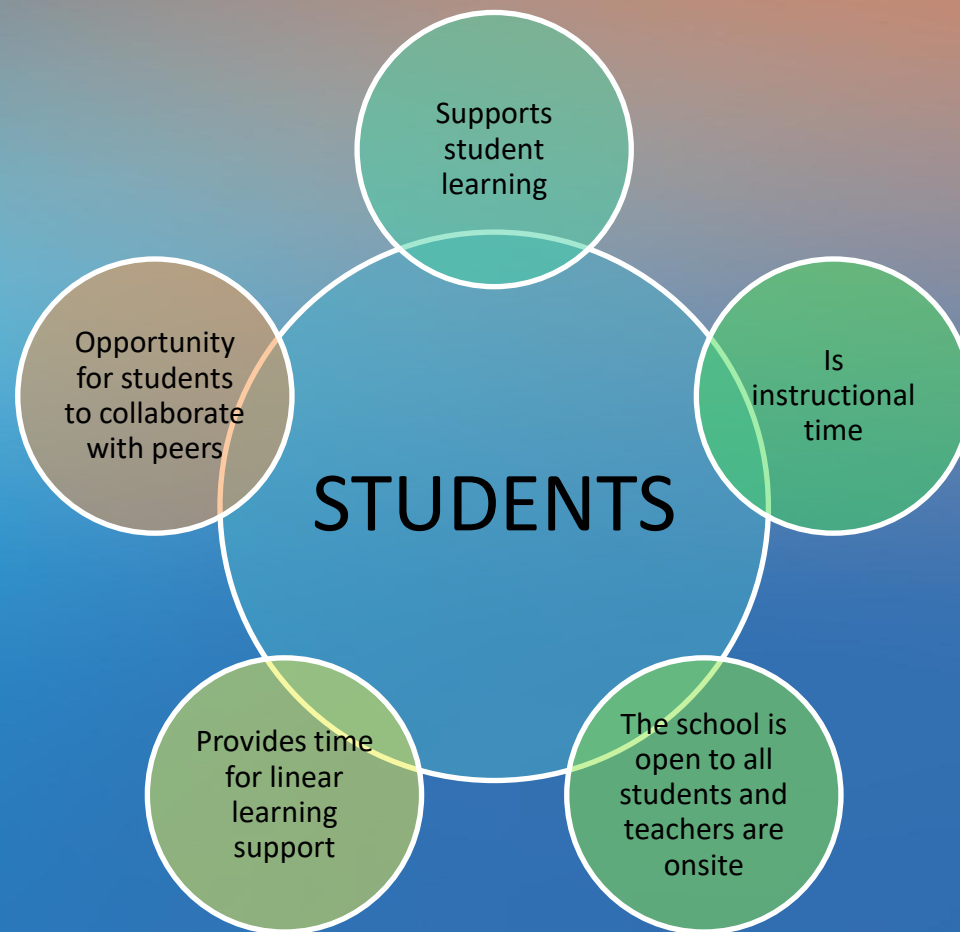 Supports
student
learning
Is
instructional
time
The school is
open to all
students and
teachers are
onsite
Provides time
for linear
learning
support
Opportunity
for students
to collaborate
with peers
STUDENTS